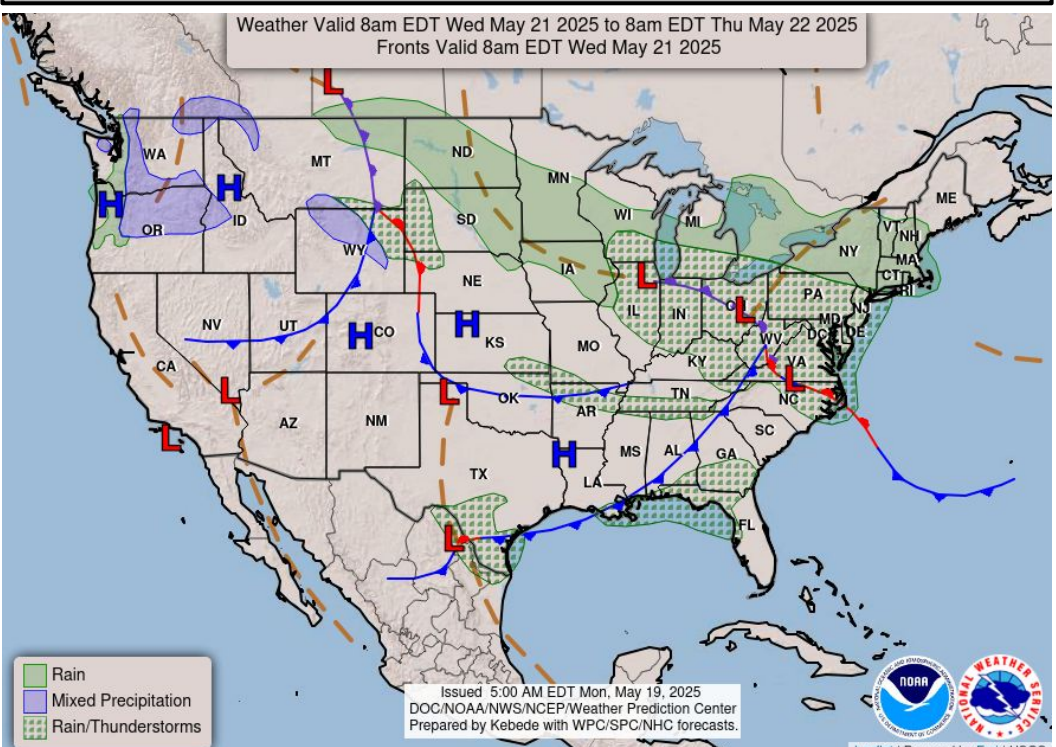 Weather Valid 8am EDT Wed May 21 2025 to 8am EDT Thu May 22 2025
Fronts Valid 8am EDT Wed May 21 2025
L
WA
MT
ND
MN
ME
H
H
OR
ID
WY
SD
WI
MI
VT
NH
NY
MA
CT
RI
IA
NE
L
L
PA
NJ
NV
UT
H
CO
H
KS
MO
IL
IN
WV
MD
DC
DE
VA
KY
CA
L
L
OK
TN
NC
L
AZ
NM
AR
SC
L
TX
H
LA
MS
AL
GA
FL
L
Rain
Mixed Precipitation
Rain/Thunderstorms
Issued 5:00 AM EDT Mon, May 19, 2025
DOC/NOAA/NWS/NCEP/Weather Prediction Center
Prepared by Kebede with WPC/SPC/NHC forecasts.
NOAA
NATIONAL WEATHER SERVICE